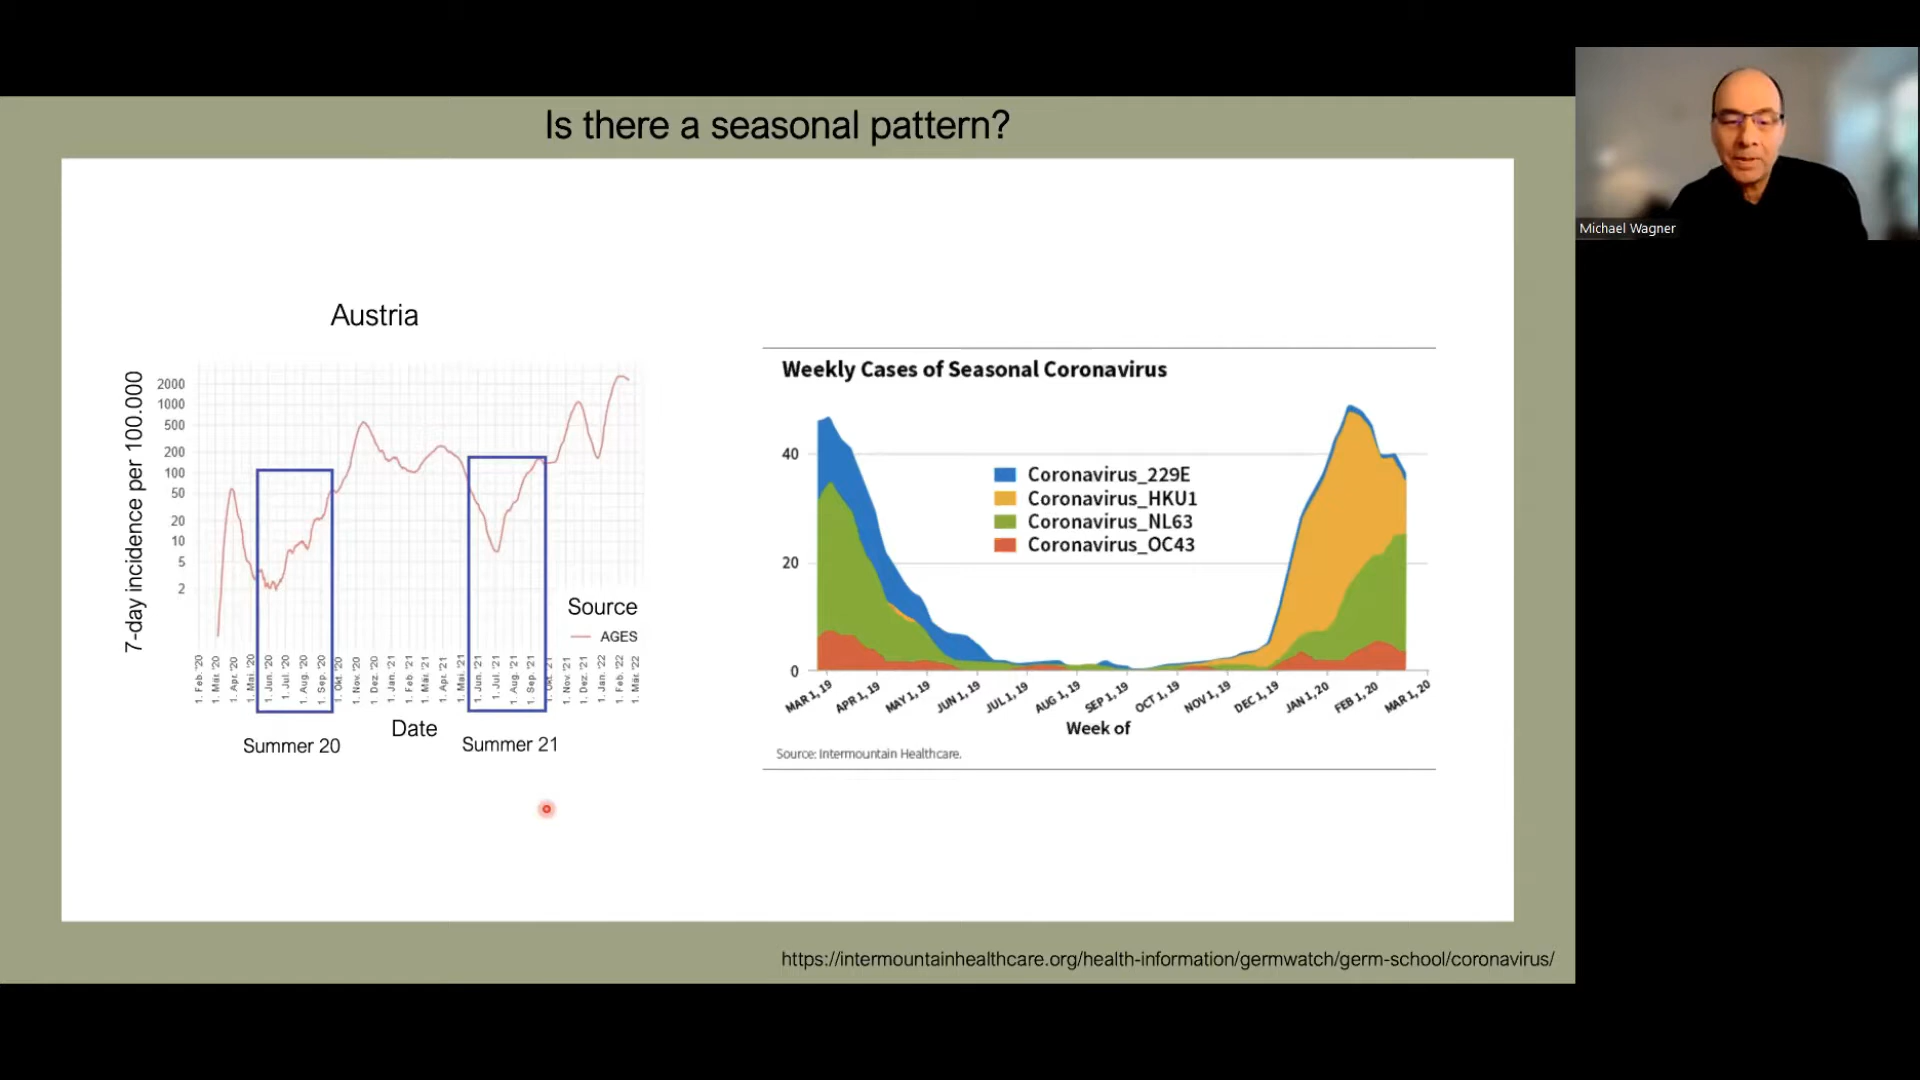 Is there a seasonal pattern?
Michael Wagner
Austria
7-day incidence per 100.000
2000
1000
500
200
100
50
20
10
5
2
Source
AGES
1. Feb. '20
1. Mär. '20
1. Apr. '20
1. Mai. '20
1. Jun. '20
1. Jul. '20
1. Aug. '20
1. Sep. '20
1. Okt. '20
1. Nov. '20
1. Dez. '20
1. Jan. '21
1. Feb. '21
1. Mär. '21
1. Apr. '21
1. Mai. '21
1. Jun. '21
1. Jul. '21
1. Aug. '21
1. Sep. '21
1. Okt. '21
1. Nov. '21
1. Dez. '21
1. Jan. '22
1. Feb. '22
1. Mär. '22
Date
Summer 20
Summer 21
Weekly Cases of Seasonal Coronavirus
40
20
0
Coronavirus_229E
Coronavirus_HKU1
Coronavirus_NL63
Coronavirus_OC43
MAR 1, 19
APR 1, 19
MAY 1, 19
JUN 1, 19
JUL 1, 19
AUG 1, 19
SEP 1, 19
OCT 1, 19
NOV 1, 19
DEC 1, 19
JAN 1, 20
FEB 1, 20
MAR 1, 20
Week of
Source: Intermountain Healthcare.
https://intermountainhealthcare.org/health-information/germwatch/germ-school/coronavirus/